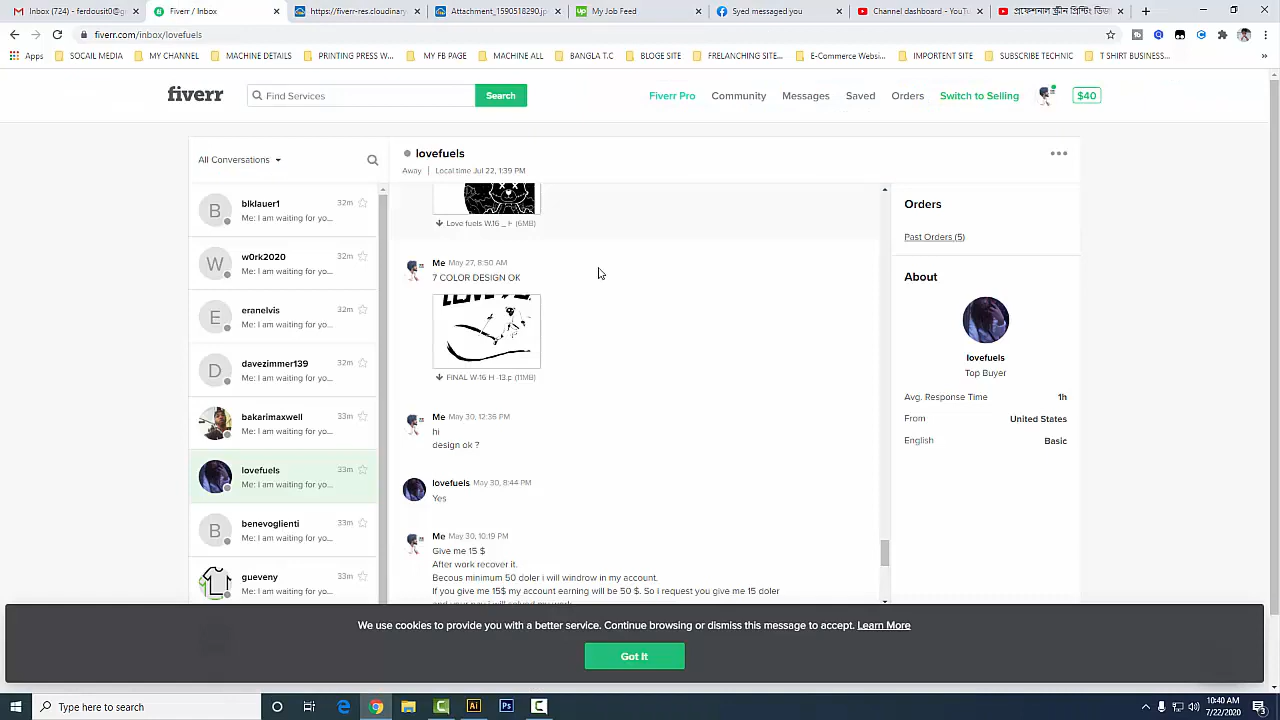 Inbox (724) - ferdousit0@g
Fiverr / Inbox
https://fiverr-res.cloudinary
Attachment_1590518290.jp
My Job Feed
Syed messaged you
Channel dashboard - YouTu
প্রফেশনাল স্ক্রীন প্রিন্টিং ডিজা
fiverr.com/inbox/lovefuels
Apps
SOCAIL MEDIA
MY CHANNEL
MACHINE DETAILS
PRINTING PRESS W...
MY FB PAGE
MACHINE ALL
BANGLA T.C
BLOGE SITE
FRELANCHING SITE...
E-Commerce Websi...
IMPORTENT SITE
SUBSCRIBE TECHNIC
T SHIRT BUSINESS...
fiverr
Find Services
Search
Fiverr Pro
Community
Messages
Saved
Orders
Switch to Selling
$40
All Conversations
lovefuels
Away | Local time Jul 22, 1:39 PM
blklauer1 32m
Me: I am waiting for yo...
w0rk2020 32m
Me: I am waiting for yo...
eranelvis 32m
Me: I am waiting for yo...
davezimmer139 32m
Me: I am waiting for yo...
bakarimaxwell 33m
Me: I am waiting for yo...
lovefuels 33m
Me: I am waiting for yo...
benevoglienti 33m
Me: I am waiting for yo...
gueveny 33m
Me: I am waiting for yo...
Love fuels W.16 _ H (6MB)
Me May 27, 8:50 AM
7 COLOR DESIGN OK
FINAL W-16 H -13.p (11MB)
Me May 30, 12:36 PM
hi
design ok ?
lovefuels May 30, 8:44 PM
Yes
Me May 30, 10:19 PM
Give me 15 $
After work recover it.
Becous minimum 50 doler i will windrow in my account.
If you give me 15$ my account earning will be 50 $. So i request you give me 15 doler
Orders
Past Orders (5)
About
lovefuels
Top Buyer
Avg. Response Time 1h
From United States
English Basic
We use cookies to provide you with a better service. Continue browsing or dismiss this message to accept. Learn More
Got It
Type here to search
10:40 AM
7/22/2020